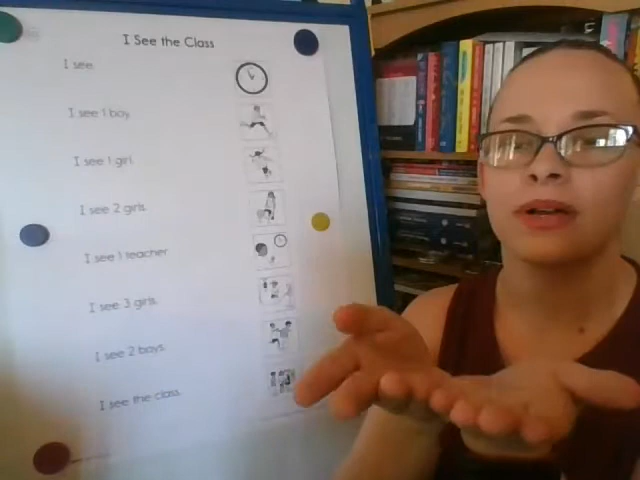 I See the Class
I see
I see 1 boy.
I see 1 girl.
I see 2 girls.
I see 1 teacher.
I see 3 girls.
I see 2 boys.
I see the class.